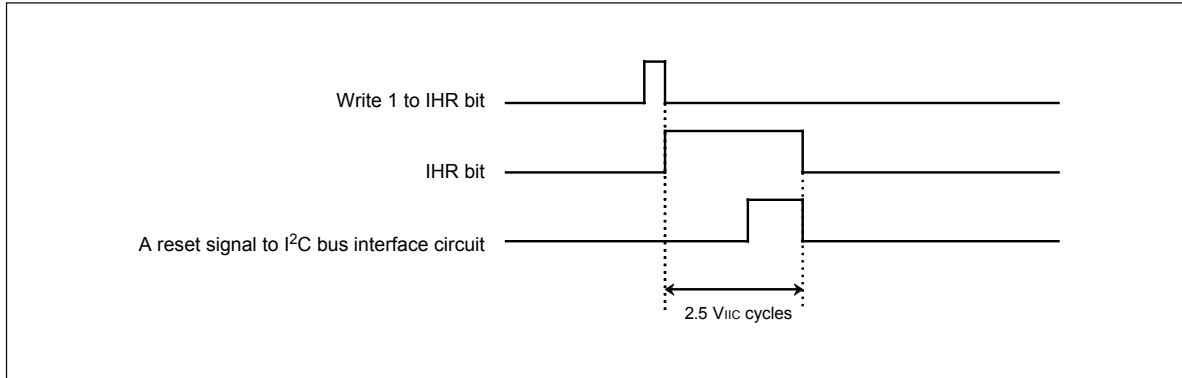 Write 1 to IHR bit
IHR bit
A reset signal to I²C bus interface circuit
2.5 VIIC cycles